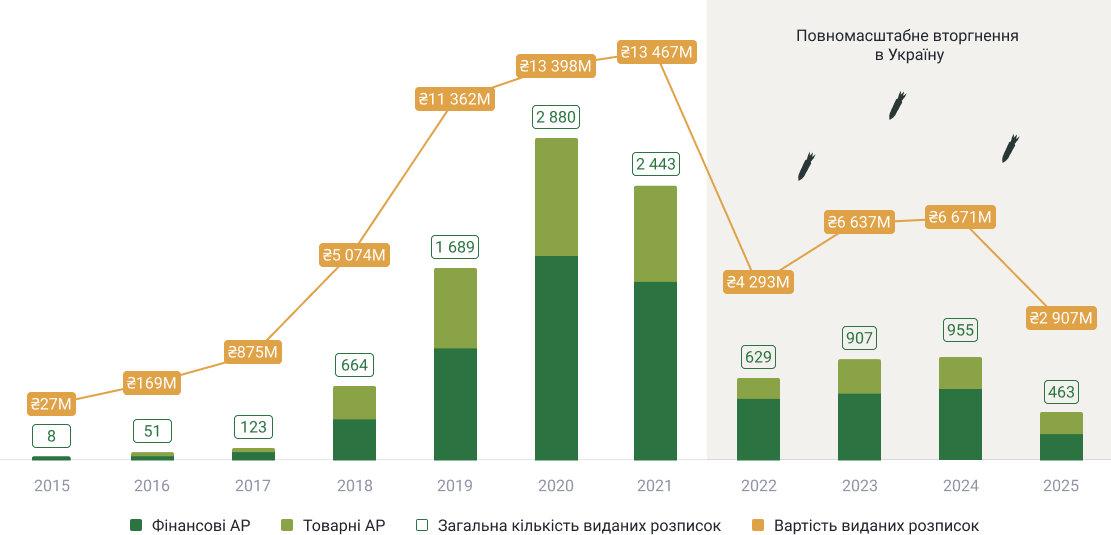 Повномасштабне вторгнення
в Україну
₴27M
₴169M
₴875M
₴5 074M
₴11 362M
₴13 398M
₴13 467M
₴4 293M
₴6 637M
₴6 671M
₴2 907M
8
51
123
664
1 689
2 880
2 443
629
907
955
463
2015 2016 2017 2018 2019 2020 2021 2022 2023 2024 2025
Фінансові АР Товарні АР Загальна кількість виданих розписок Вартість виданих розписок